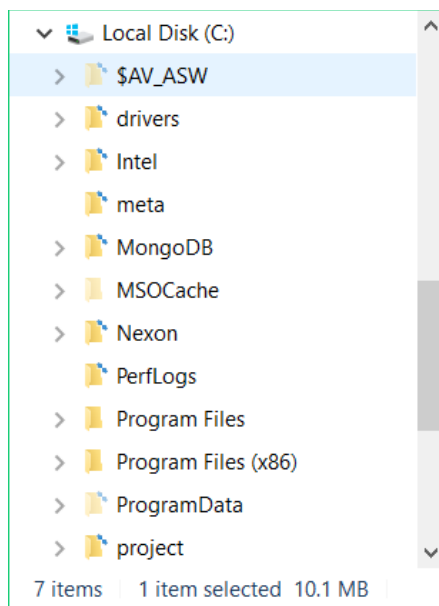 Local Disk (C:)
$AV_ASW
drivers
Intel
meta
MongoDB
MSOCache
Nexon
PerfLogs
Program Files
Program Files (x86)
ProgramData
project
7 items 1 item selected 10.1 MB